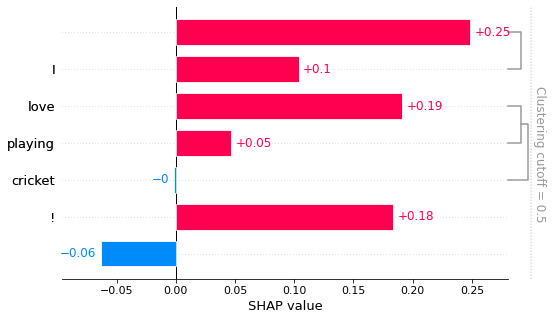 +0.25
I
+0.1
love
+0.19
playing
+0.05
cricket
−0
!
+0.18
−0.06
Clustering cutoff = 0.5
−0.05
0.00
0.05
0.10
0.15
0.20
0.25
SHAP value